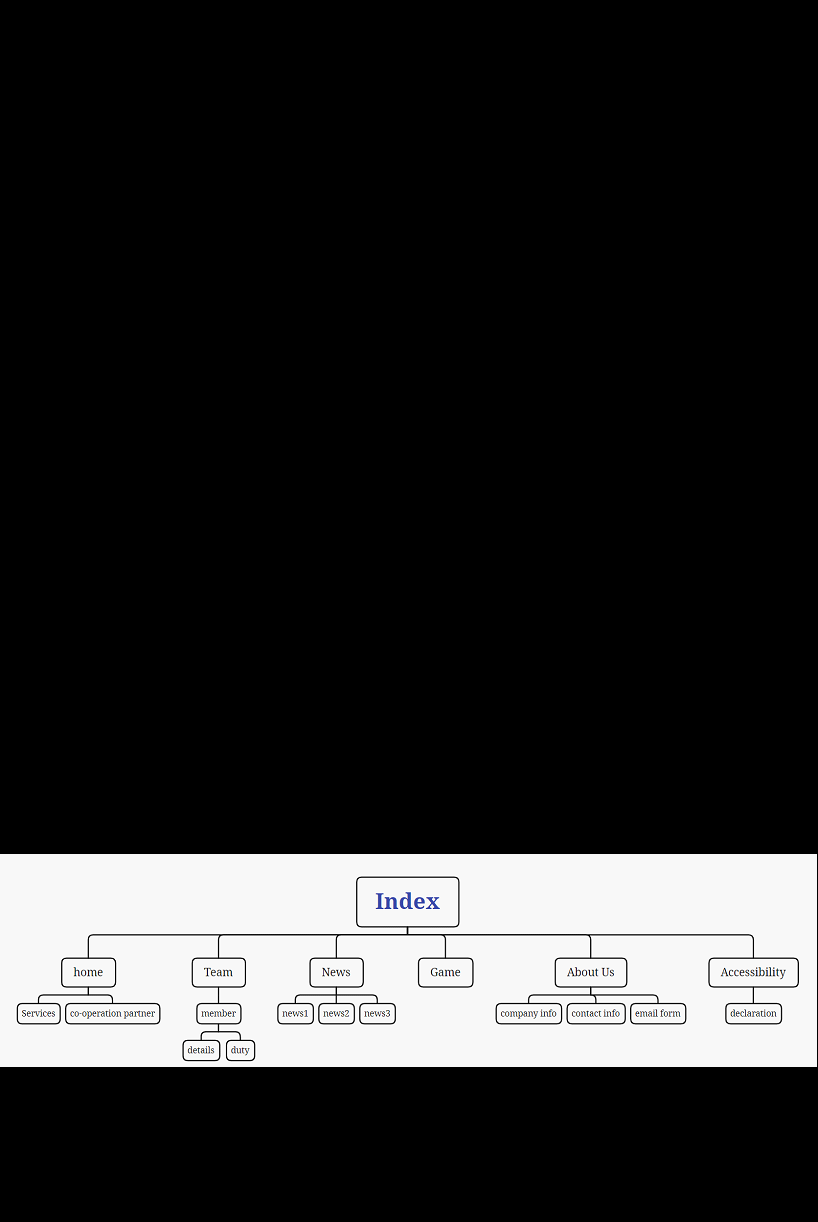 Index
home
Team
News
Game
About Us
Accessibility
Services
co-operation partner
member
news1
news2
news3
company info
contact info
email form
declaration
details
duty